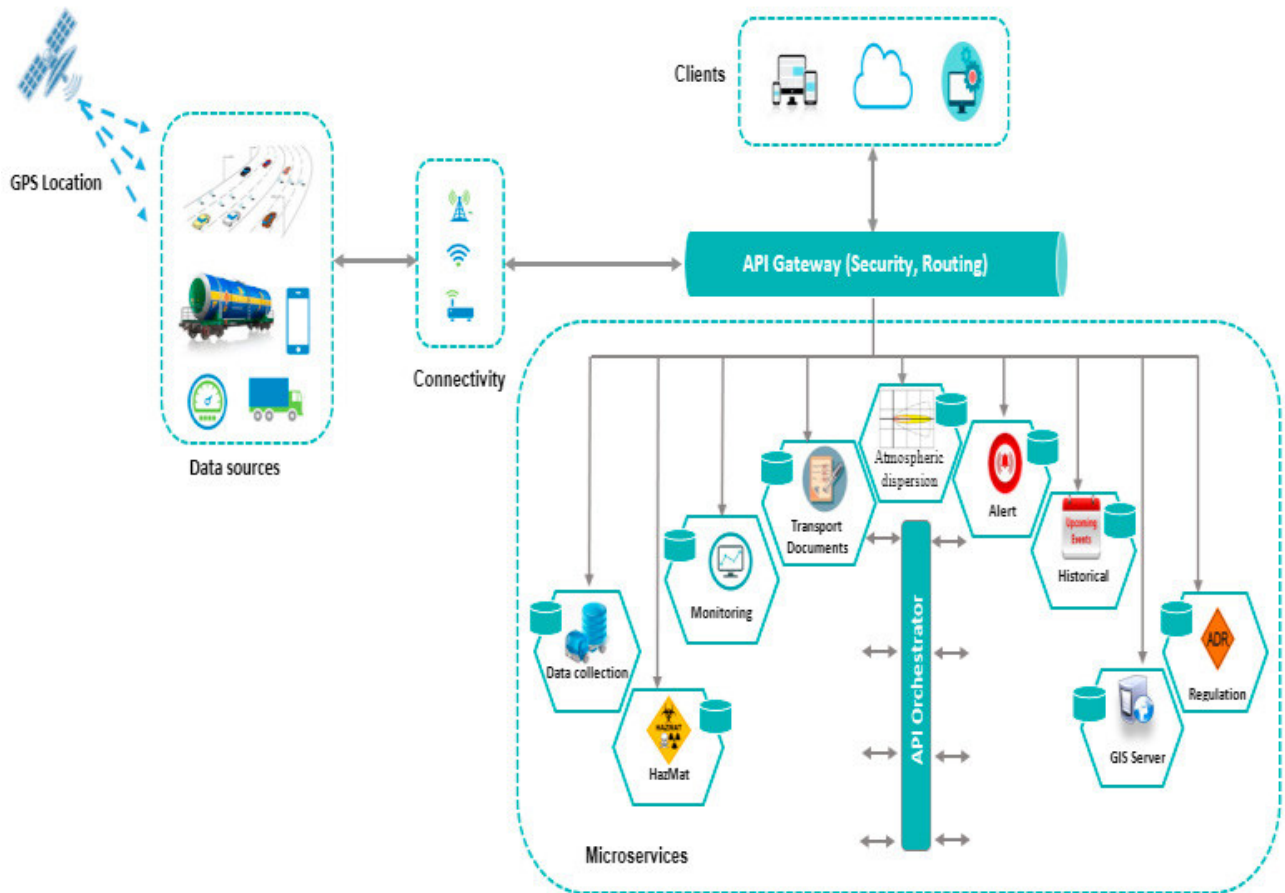 Clients
GPS Location
API Gateway (Security, Routing)
Connectivity
Data sources
Atmospheric
dispersion
Transport
Documents
Alert
Upcoming
Events
Historical
Monitoring
Data collection
HAZMAT
HazMat
API Orchestrator
ADR
Regulation
GIS Server
Microservices